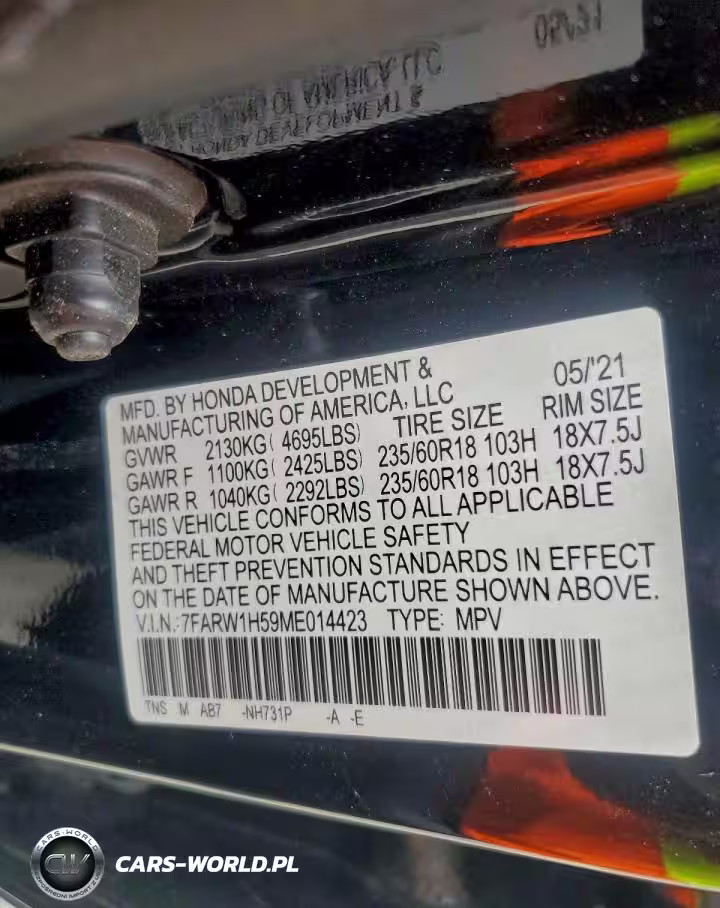 MFD. BY HONDA DEVELOPMENT & 05/'21
MANUFACTURING OF AMERICA, LLC
TIRE SIZE RIM SIZE
GVWR 2130KG( 4695LBS)
GAWR F 1100KG( 2425LBS) 235/60R18 103H 18X7.5J
GAWR R 1040KG( 2292LBS) 235/60R18 103H 18X7.5J
THIS VEHICLE CONFORMS TO ALL APPLICABLE
FEDERAL MOTOR VEHICLE SAFETY
AND THEFT PREVENTION STANDARDS IN EFFECT
ON THE DATE OF MANUFACTURE SHOWN ABOVE.
V.I.N.:7FARW1H59ME014423 TYPE: MPV
TNS M AB7 -NH731P -A -E
CARS-WORLD
CW
CARS-WORLD.PL